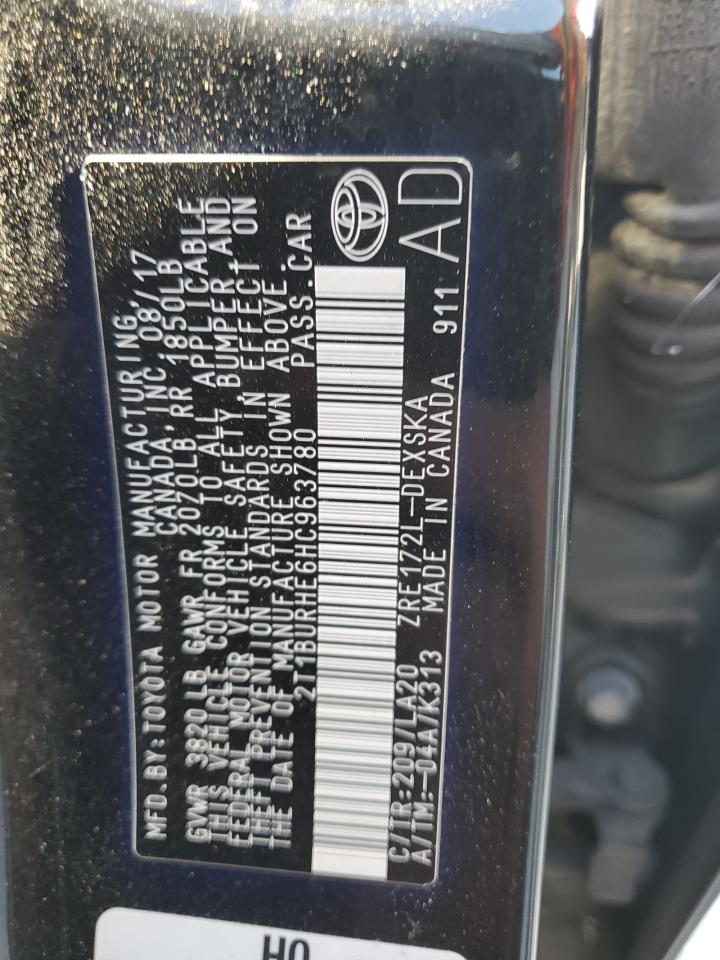 MFD.BY:TOYOTA MOTOR MANUFACTURING,
CANADA, INC. 08/17
GVWR 3820 LB GAWR FR 2070LB, RR 1850LB
THIS VEHICLE CONFORMS TO ALL APPLICABLE
FEDERAL MOTOR VEHICLE SAFETY, BUMPER AND
THEFT PREVENTION STANDARDS IN EFFECT ON
THE DATE OF MANUFACTURE SHOWN ABOVE.
2T1BURHE6HC963780 PASS.CAR
C/TR:209/LA20 ZRE172L-DEXSKA AD
A/TM:-04A/K313 MADE IN CANADA 911
HO